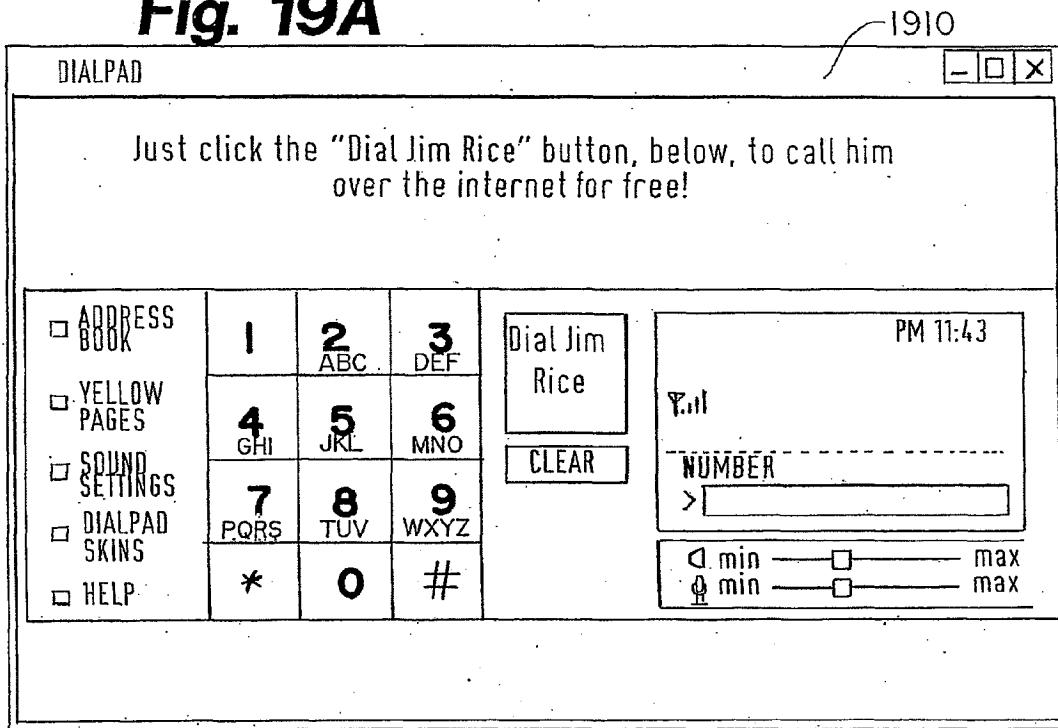 Fig. 19A
1910
DIALPAD
Just click the "Dial Jim Rice" button, below, to call him
over the internet for free!
ADDRESS
BOOK
YELLOW
PAGES
SOUND
SETTINGS
DIALPAD
SKINS
HELP
1 2 3
ABC DEF
4 5 6
GHI JKL MNO
7 8 9
PQRS TUV WXYZ
* 0 #
Dial Jim
Rice
CLEAR
PM 11:43
NUMBER
>
min max
min max